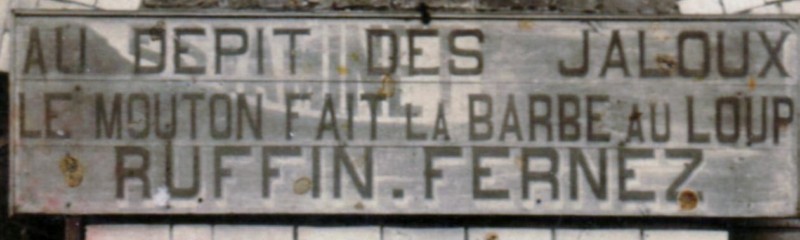 AU DEPIT DES JALOUX
LE MOUTON FAIT LA BARBE AU LOUP
RUFFIN.FERNEZ